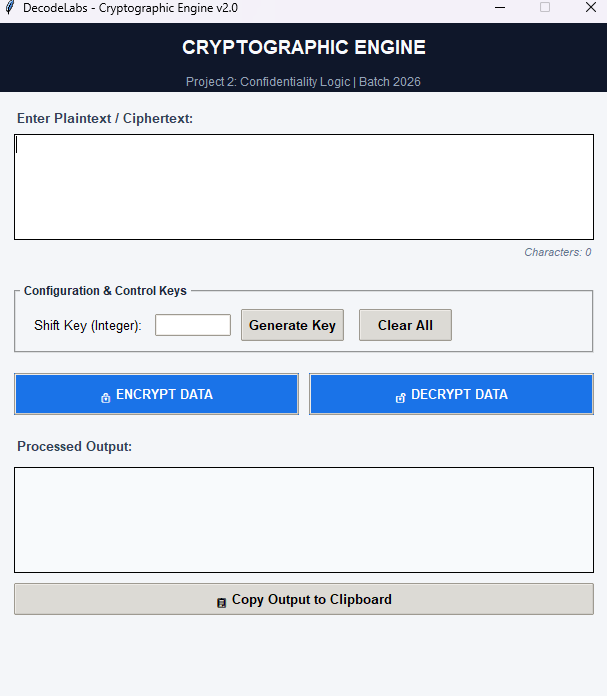 DecodeLabs - Cryptographic Engine v2.0
CRYPTOGRAPHIC ENGINE
Project 2: Confidentiality Logic | Batch 2026
Enter Plaintext / Ciphertext:
Characters: 0
Configuration & Control Keys
Shift Key (Integer): Generate Key Clear All
ENCRYPT DATA DECRYPT DATA
Processed Output:
Copy Output to Clipboard